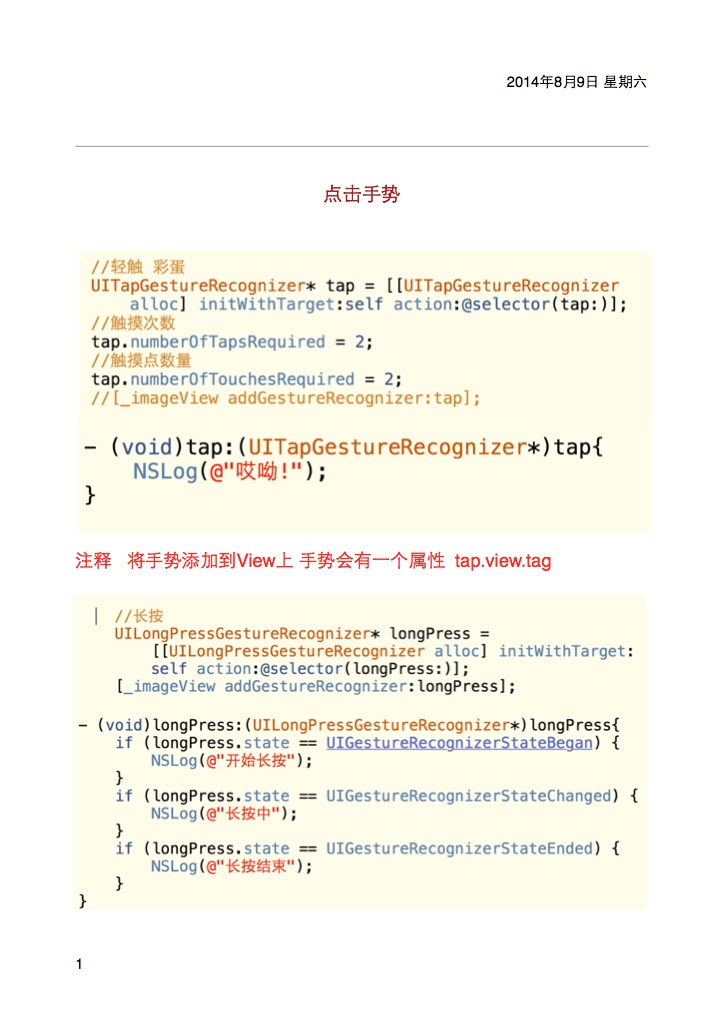 2014年8月9日 星期六
点击手势
//轻触 彩蛋
UITapGestureRecognizer* tap = [[UITapGestureRecognizer
alloc] initWithTarget:self action:@selector(tap:)];
//触摸次数
tap.numberOfTapsRequired = 2;
//触摸点数量
tap.numberOfTouchesRequired = 2;
//[_imageView addGestureRecognizer:tap];
- (void)tap:(UITapGestureRecognizer*)tap{
NSLog(@"哎呦!");
}
注释 将手势添加到View上 手势会有一个属性 tap.view.tag
//长按
UILongPressGestureRecognizer* longPress =
[[UILongPressGestureRecognizer alloc] initWithTarget:
self action:@selector(longPress:)];
[_imageView addGestureRecognizer:longPress];
- (void)longPress:(UILongPressGestureRecognizer*)longPress{
if (longPress.state == UIGestureRecognizerStateBegan) {
NSLog(@"开始长按");
}
if (longPress.state == UIGestureRecognizerStateChanged) {
NSLog(@"长按中");
}
if (longPress.state == UIGestureRecognizerStateEnded) {
NSLog(@"长按结束");
}
}
1